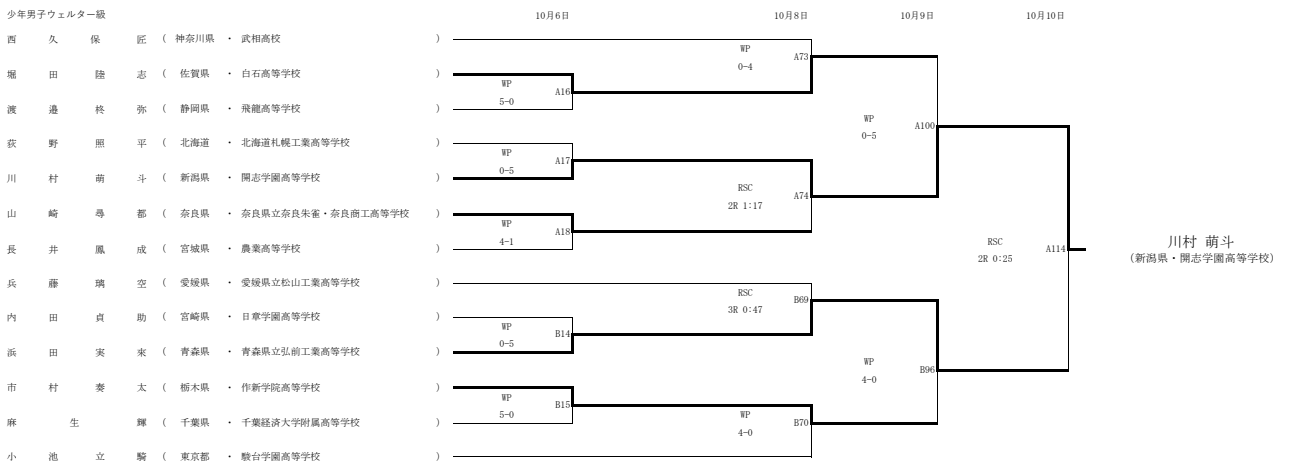 少年男子ウェルター級 10月6日 10月8日 10月9日 10月10日
西久保匠 ( 神奈川県 ・ 武相高校 )
WP
0-4
A73
堀田陸志 ( 佐賀県 ・ 白石高等学校 )
WP
5-0
A16
渡邉柊弥 ( 静岡県 ・ 飛龍高等学校 )
WP
0-5
A100
荻野照平 ( 北海道 ・ 北海道札幌工業高等学校 )
WP
0-5
A17
川村萌斗 ( 新潟県 ・ 開志学園高等学校 )
RSC
2R 1:17
A74
山崎尋都 ( 奈良県 ・ 奈良県立奈良朱雀・奈良商工高等学校 )
WP
4-1
A18
長井鳳成 ( 宮城県 ・ 農業高等学校 )
RSC
2R 0:25
A114
川村 萌斗
(新潟県・開志学園高等学校)
兵藤璃空 ( 愛媛県 ・ 愛媛県立松山工業高等学校 )
RSC
3R 0:47
B69
内田貞助 ( 宮崎県 ・ 日章学園高等学校 )
WP
0-5
B14
浜田実来 ( 青森県 ・ 青森県立弘前工業高等学校 )
WP
4-0
B96
市村奏太 ( 栃木県 ・ 作新学院高等学校 )
WP
5-0
B15
麻生輝 ( 千葉県 ・ 千葉経済大学附属高等学校 )
WP
4-0
B70
小池立騎 ( 東京都 ・ 駿台学園高等学校 )